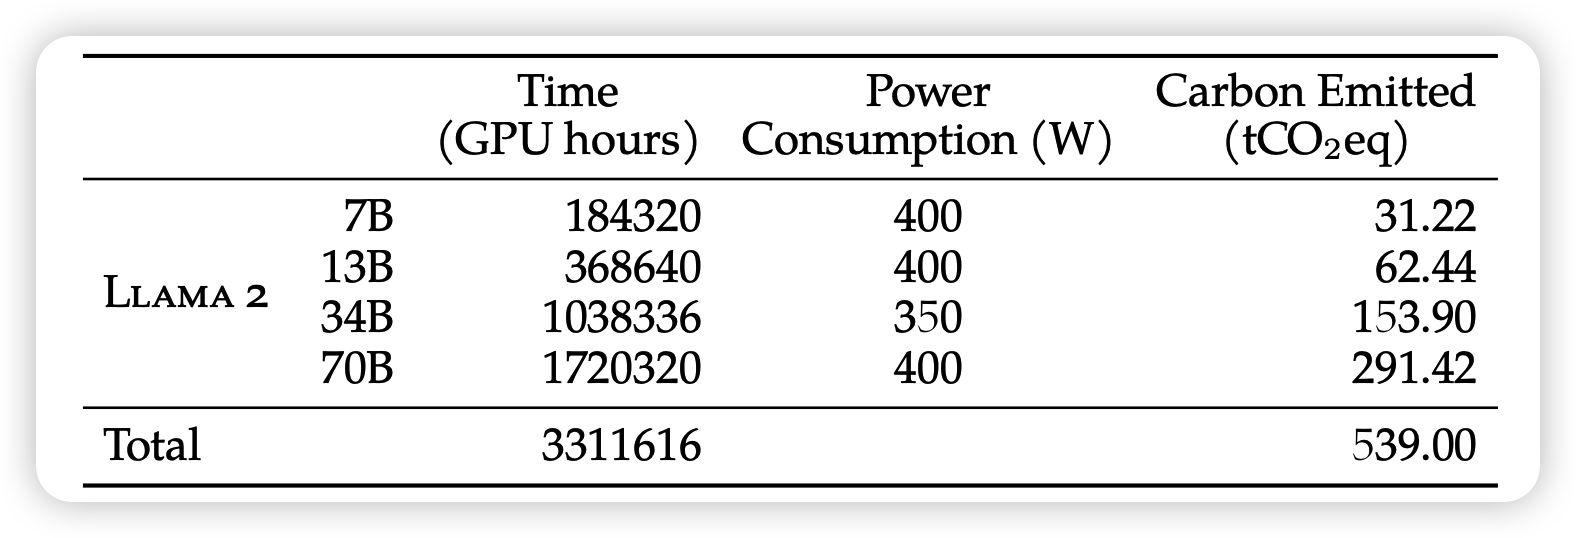 Time Power Carbon Emitted
(GPU hours) Consumption (W) (tCO₂eq)
7B 184320 400 31.22
13B 368640 400 62.44
LLAMA 2
34B 1038336 350 153.90
70B 1720320 400 291.42
Total 3311616 539.00